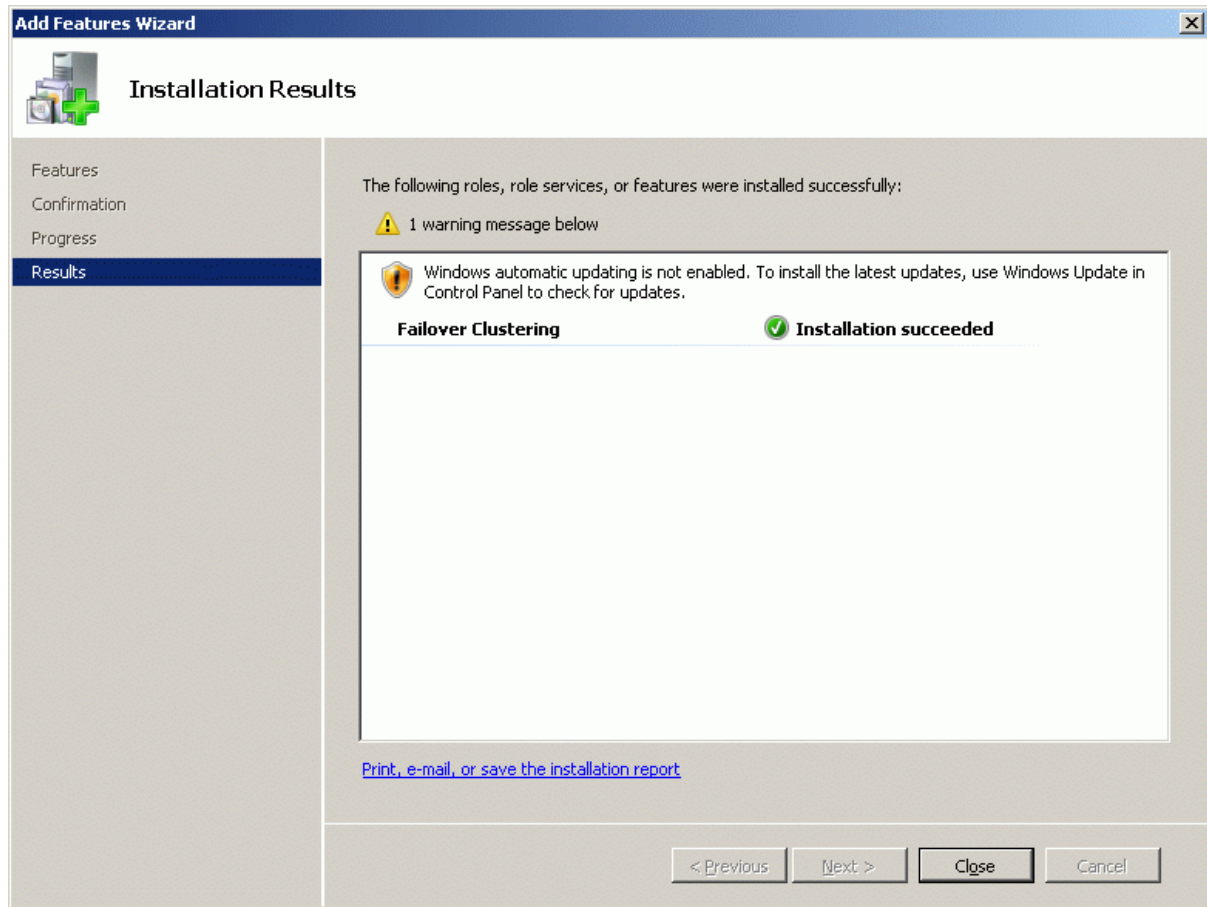 Add Features Wizard
Installation Results
Features
Confirmation
Progress
Results
The following roles, role services, or features were installed successfully:
1 warning message below
Windows automatic updating is not enabled. To install the latest updates, use Windows Update in
Control Panel to check for updates.
Failover Clustering Installation succeeded
Print, e-mail, or save the installation report
< Previous Next > Close Cancel